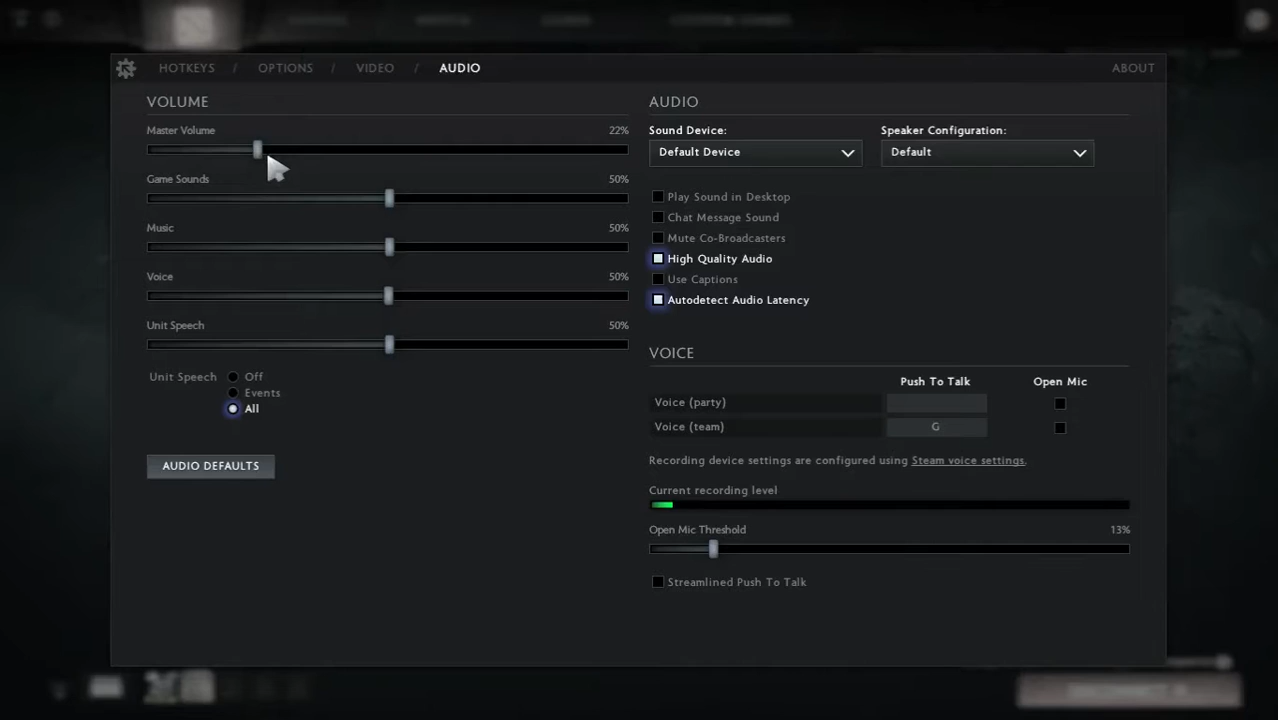 HOTKEYS / OPTIONS / VIDEO / AUDIO ABOUT
VOLUME
Master Volume 22%
Game Sounds 50%
Music 50%
Voice 50%
Unit Speech 50%
Unit Speech Off
Events
All
AUDIO DEFAULTS
AUDIO
Sound Device: Speaker Configuration:
Default Device Default
Play Sound in Desktop
Chat Message Sound
Mute Co-Broadcasters
High Quality Audio
Use Captions
Autodetect Audio Latency
VOICE
Push To Talk Open Mic
Voice (party)
Voice (team) G
Recording device settings are configured using Steam voice settings.
Current recording level
Open Mic Threshold 13%
Streamlined Push To Talk